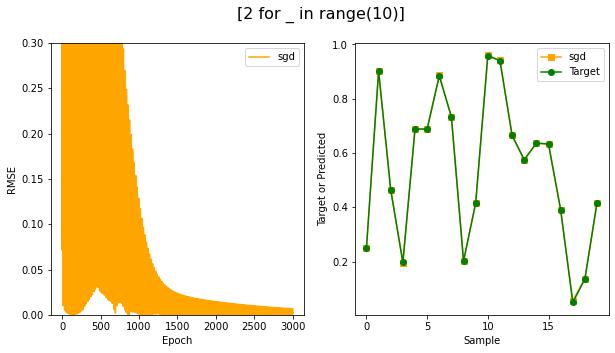 [2 for _ in range(10)]
0.30
0.25
0.20
0.15
0.10
0.05
0.00
RMSE
0
500
1000
1500
2000
2500
3000
Epoch
sgd
1.0
0.8
0.6
0.4
0.2
Target or Predicted
0
5
10
15
Sample
sgd
Target